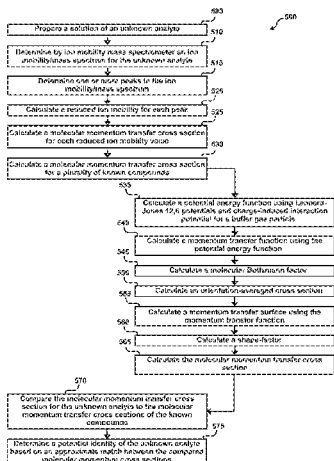 500
Prepare a solution of an unknown analyte
510
Determine by ion mobility mass spectrometer an ion
mobility/mass spectrum for the unknown analyte
515
Determine one or more peaks to the ion
mobility/mass spectrum
520
Calculate a reduced ion mobility for each peak
525
Calculate a molecular momentum transfer cross section
for each reduced ion mobility value
530
Calculate a molecular momentum transfer cross section
for a plurality of known compounds
535
Calculate a potential energy function using Lennard-
Jones 12,6 potentials and charge-induced interaction
potential for a buffer gas particle
540
Calculate a momentum transfer function using the
potential energy function
545
Calculate a molecular Boltzmann factor
Calculate an orientation-averaged cross section
Calculate a momentum transfer surface using the
momentum transfer function
560
Calculate a shape-factor
565
Calculate the molecular momentum transfer cross
section
570
Compare the molecular momentum transfer cross
section for the unknown analyte to the molecular
momentum transfer cross sections of the known
compounds
575
Determine a potential identity of the unknown analyte
based on an approximate match between the compared
molecular momentum cross sections